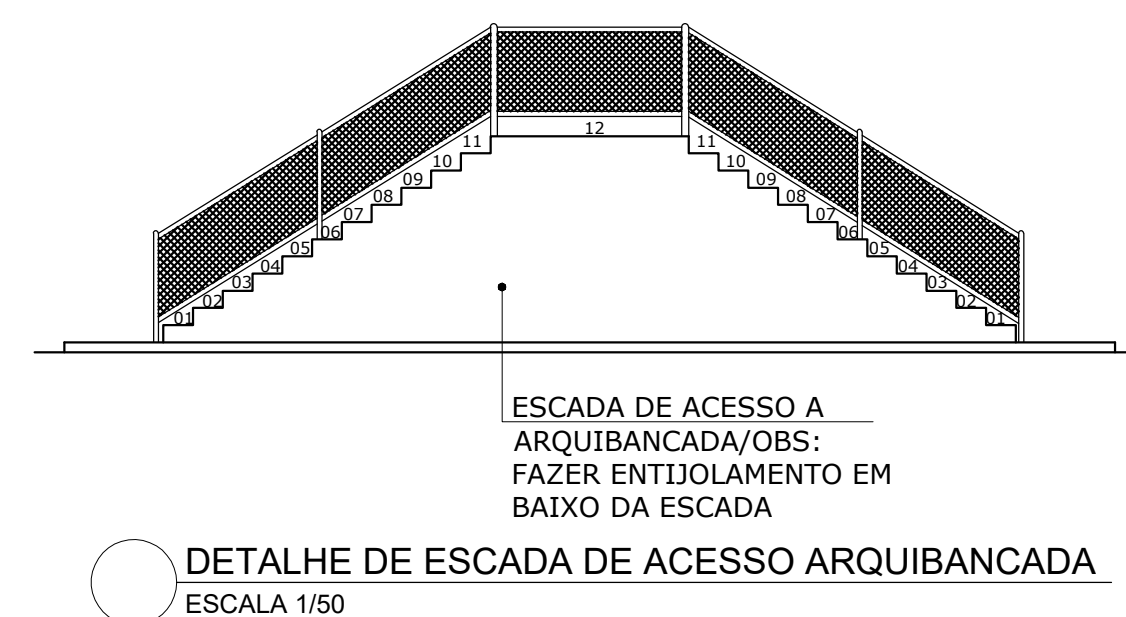 12
11 11
10 10
09 09
08 08
07 07
06 06
05 05
04 04
03 03
02 02
01 01
ESCADA DE ACESSO A
ARQUIBANCADA/OBS:
FAZER ENTIJOLAMENTO EM
BAIXO DA ESCADA
DETALHE DE ESCADA DE ACESSO ARQUIBANCADA
ESCALA 1/50